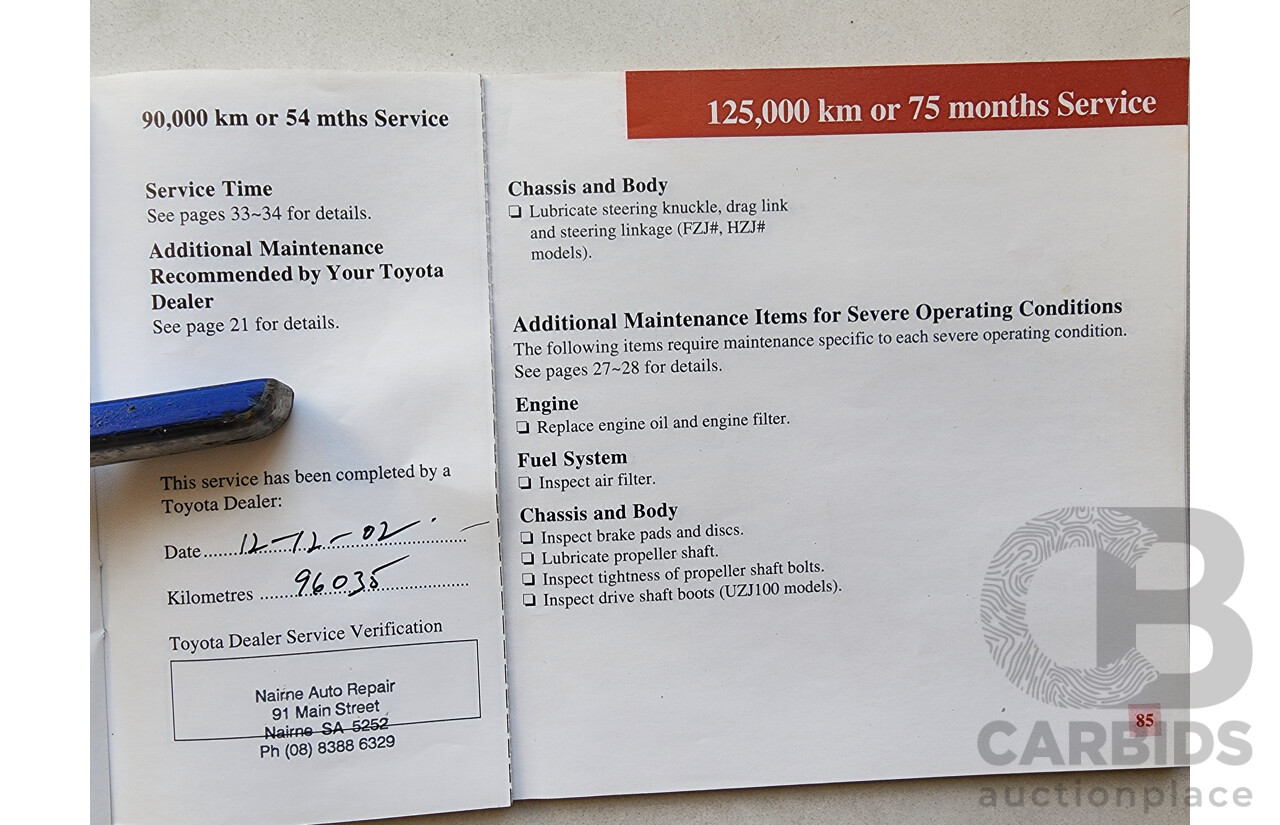 90,000 km or 54 mths Service
Service Time
See pages 33~34 for details.
Additional Maintenance
Recommended by Your Toyota
Dealer
See page 21 for details.
This service has been completed by a
Toyota Dealer:
Date 12-12-02
Kilometres 96035
Toyota Dealer Service Verification
Nairne Auto Repair
91 Main Street
Nairne SA 5252
Ph (08) 8388 6329
125,000 km or 75 months Service
Chassis and Body
❏ Lubricate steering knuckle, drag link
and steering linkage (FZJ#, HZJ#
models).
Additional Maintenance Items for Severe Operating Conditions
The following items require maintenance specific to each severe operating condition.
See pages 27~28 for details.
Engine
❏ Replace engine oil and engine filter.
Fuel System
❏ Inspect air filter.
Chassis and Body
❏ Inspect brake pads and discs.
❏ Lubricate propeller shaft.
❏ Inspect tightness of propeller shaft bolts.
❏ Inspect drive shaft boots (UZJ100 models).
85
CB
CARBIDS
auctionplace